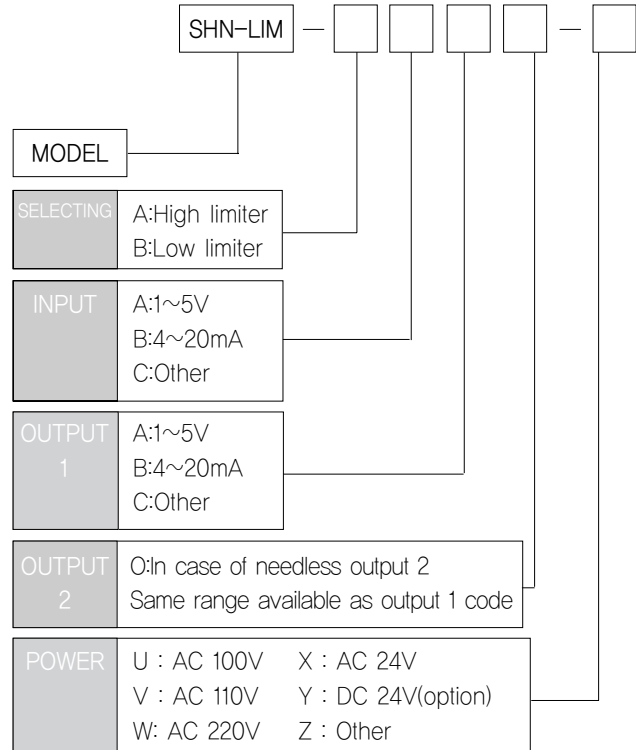 SHN-LIM - -
MODEL
SELECTING
A:High limiter
B:Low limiter
INPUT
A:1~5V
B:4~20mA
C:Other
OUTPUT
1
A:1~5V
B:4~20mA
C:Other
OUTPUT
2
O:In case of needless output 2
Same range available as output 1 code
POWER
U : AC 100V X : AC 24V
V : AC 110V Y : DC 24V(option)
W: AC 220V Z : Other